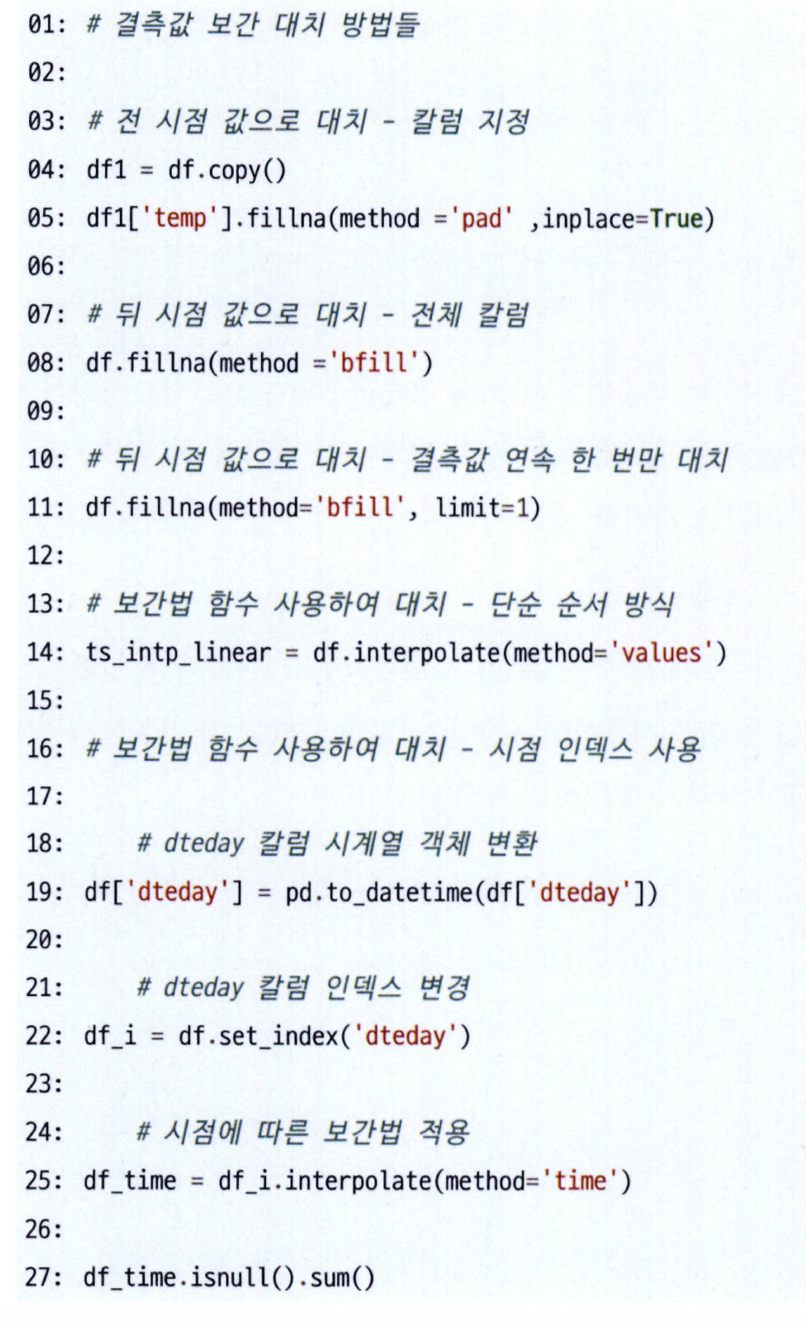 01: # 결측값 보간 대치 방법들
02:
03: # 전 시점 값으로 대치 - 칼럼 지정
04: df1 = df.copy()
05: df1['temp'].fillna(method ='pad' ,inplace=True)
06:
07: # 뒤 시점 값으로 대치 - 전체 칼럼
08: df.fillna(method ='bfill')
09:
10: # 뒤 시점 값으로 대치 - 결측값 연속 한 번만 대치
11: df.fillna(method='bfill', limit=1)
12:
13: # 보간법 함수 사용하여 대치 - 단순 순서 방식
14: ts_intp_linear = df.interpolate(method='values')
15:
16: # 보간법 함수 사용하여 대치 - 시점 인덱스 사용
17:
18:     # dteday 칼럼 시계열 객체 변환
19: df['dteday'] = pd.to_datetime(df['dteday'])
20:
21:     # dteday 칼럼 인덱스 변경
22: df_i = df.set_index('dteday')
23:
24:     # 시점에 따른 보간법 적용
25: df_time = df_i.interpolate(method='time')
26:
27: df_time.isnull().sum()